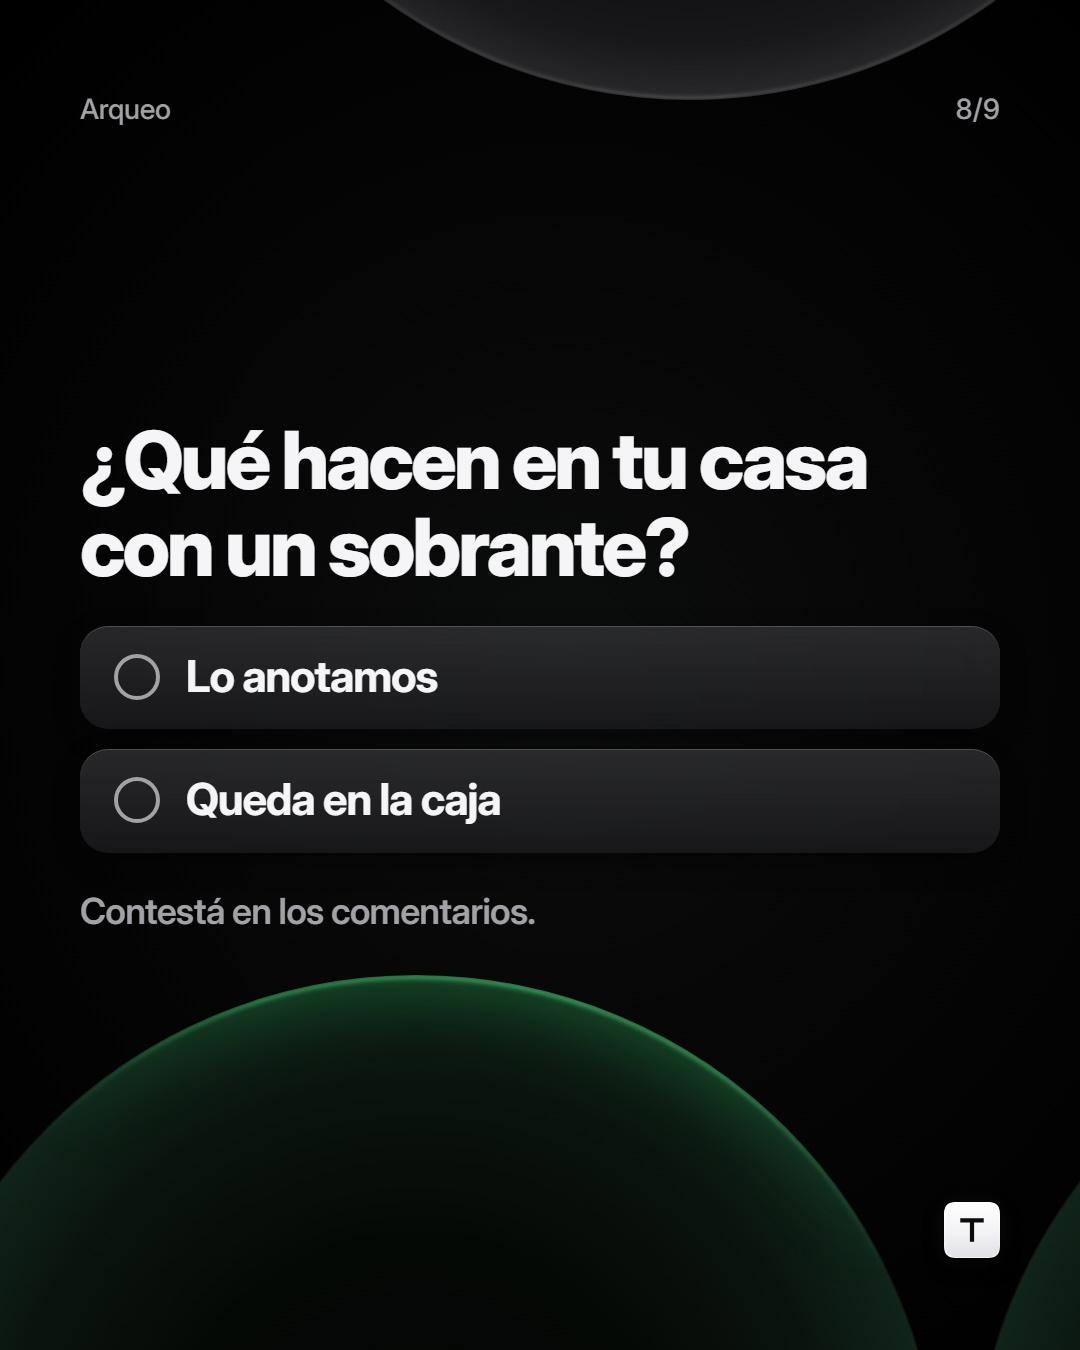 Arqueo
8/9
¿Qué hacen en tu casa
con un sobrante?
Lo anotamos
Queda en la caja
Contestá en los comentarios.
T